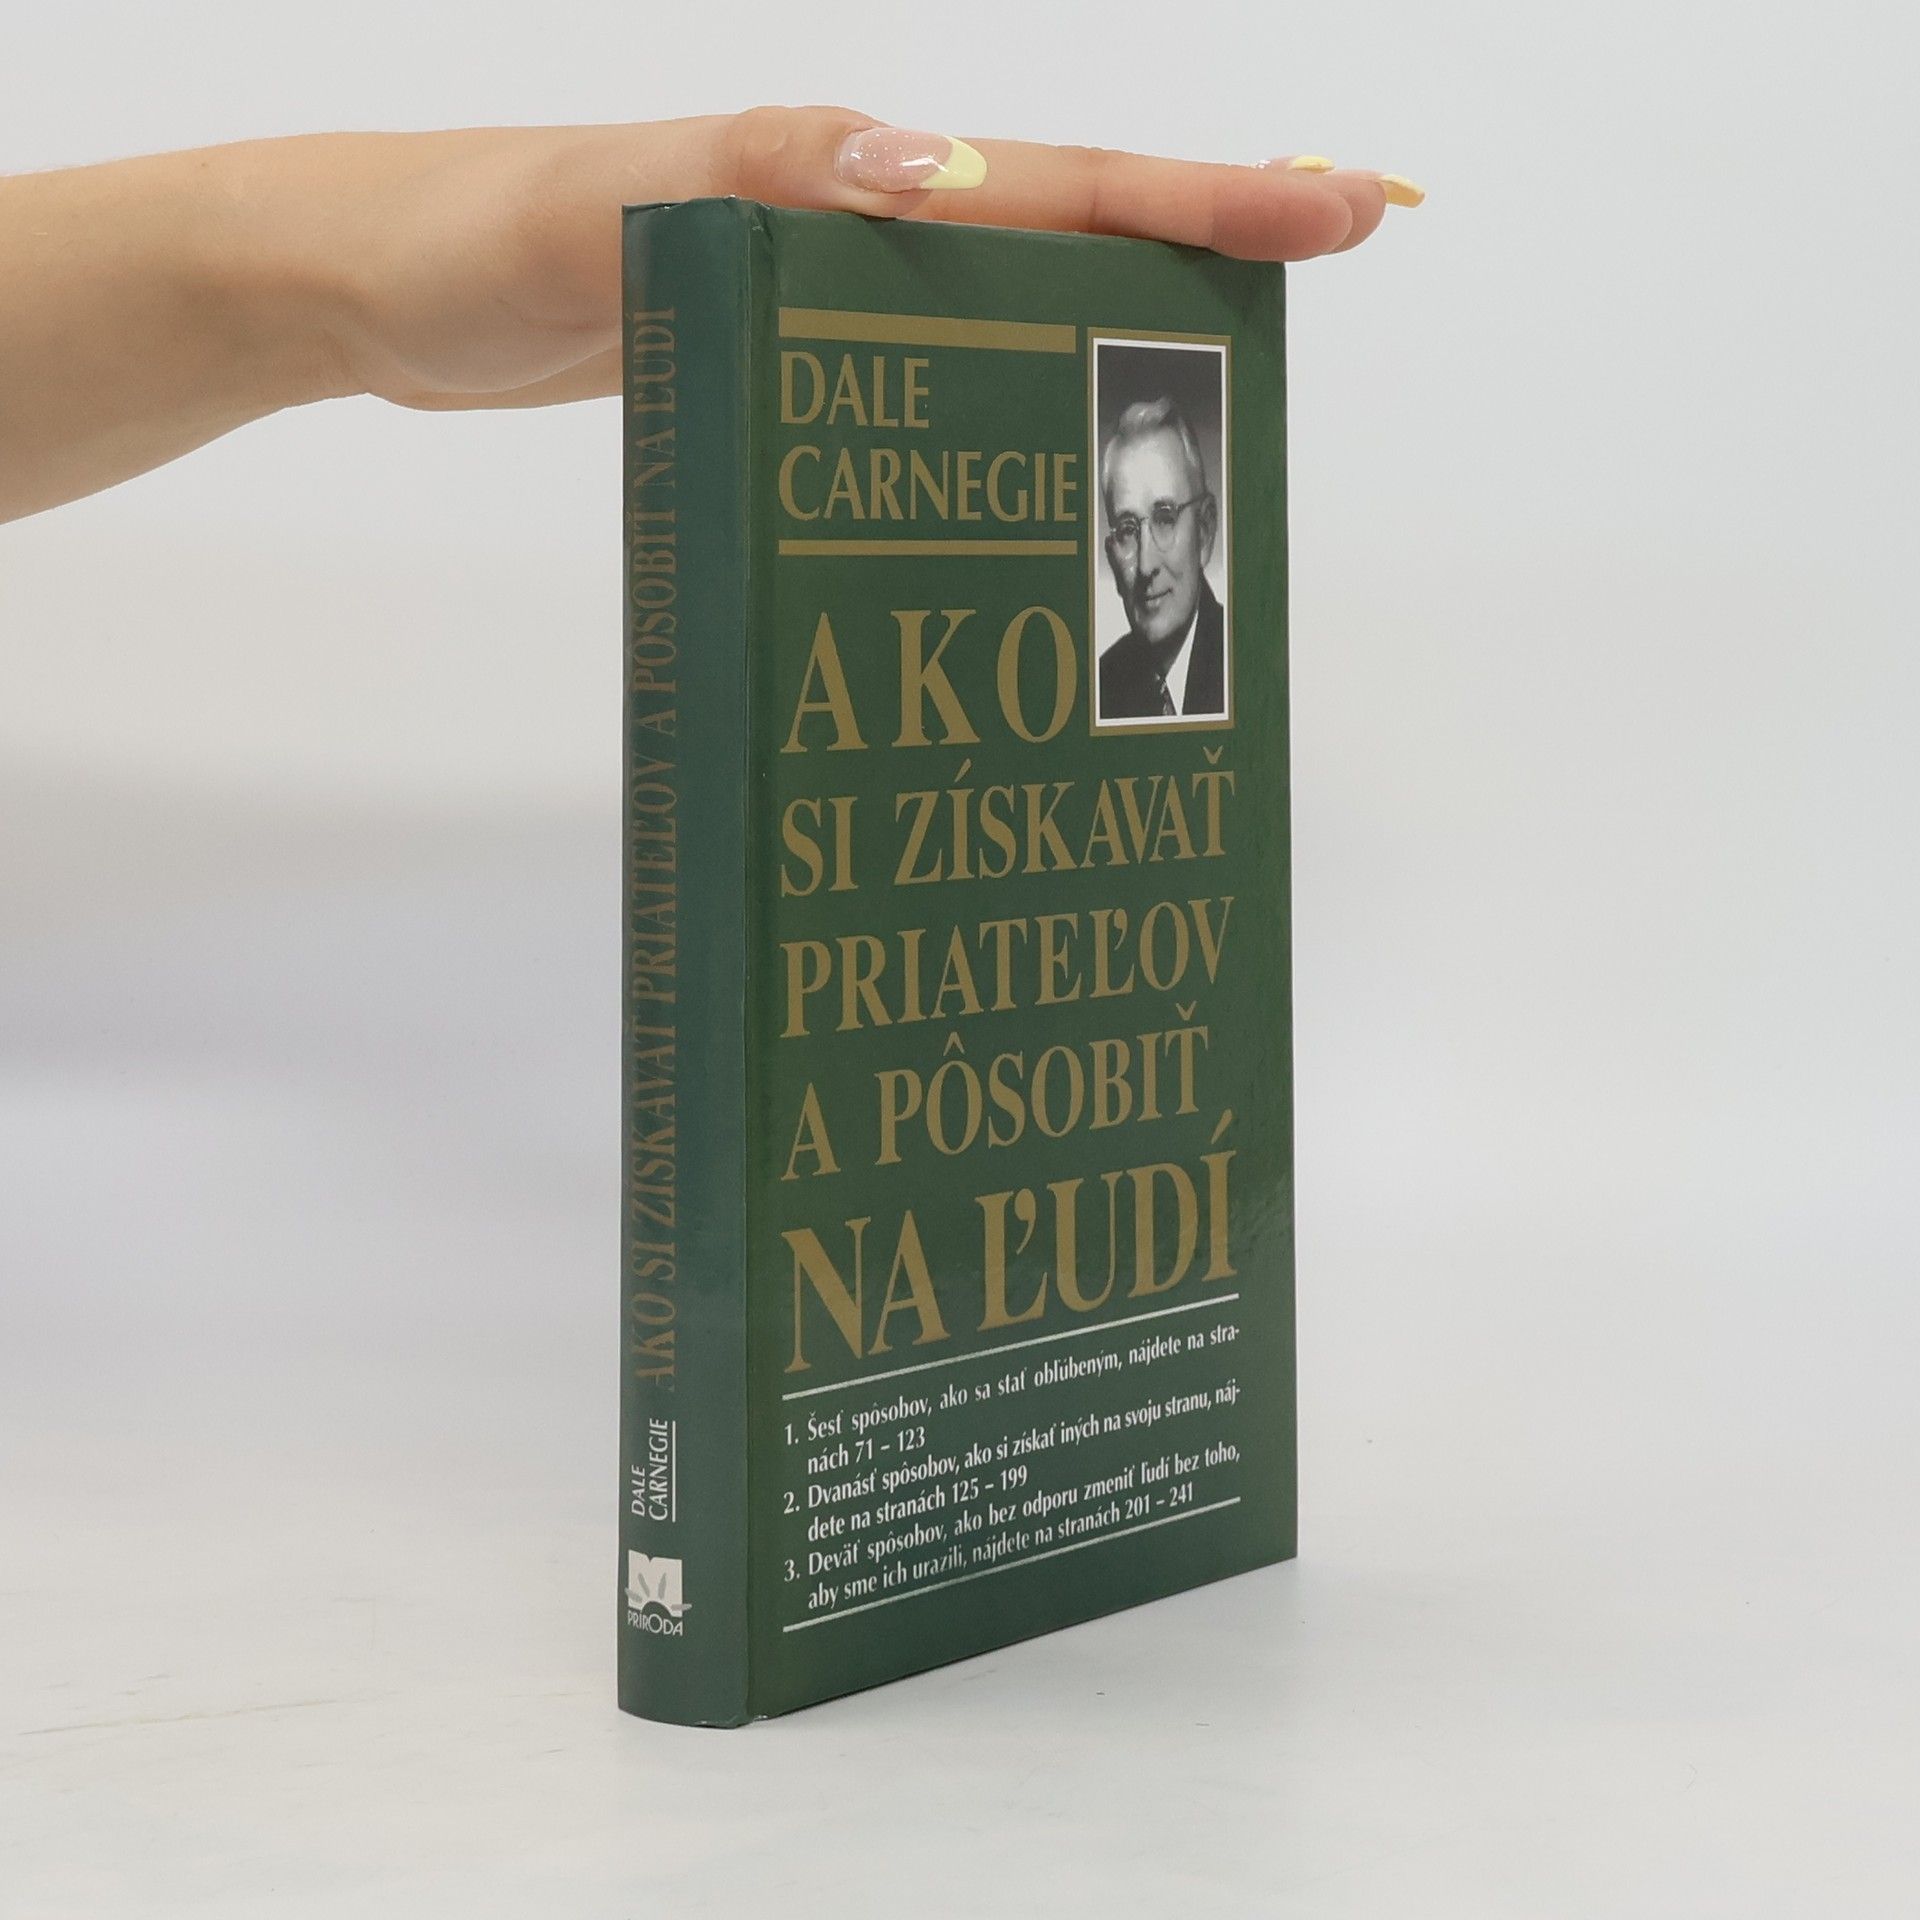 AKO SI ZÍSKAVAŤ PRIATEĽOV A PÔSOBIŤ NA ĽUDÍ
DALE
CARNEGIE
PRÍRODA
DALE
CARNEGIE
AKO
SI ZÍSKAVAŤ
PRIATEĽOV
A PÔSOBIŤ
NA ĽUDÍ
1. Šesť spôsobov, ako sa stať obľúbeným, nájdete na stra-
nách 71 – 123
2. Dvanásť spôsobov, ako si získať iných na svoju stranu, náj-
dete na stranách 125 – 199
3. Deväť spôsobov, ako bez odporu zmeniť ľudí bez toho,
aby sme ich urazili, nájdete na stranách 201 – 241